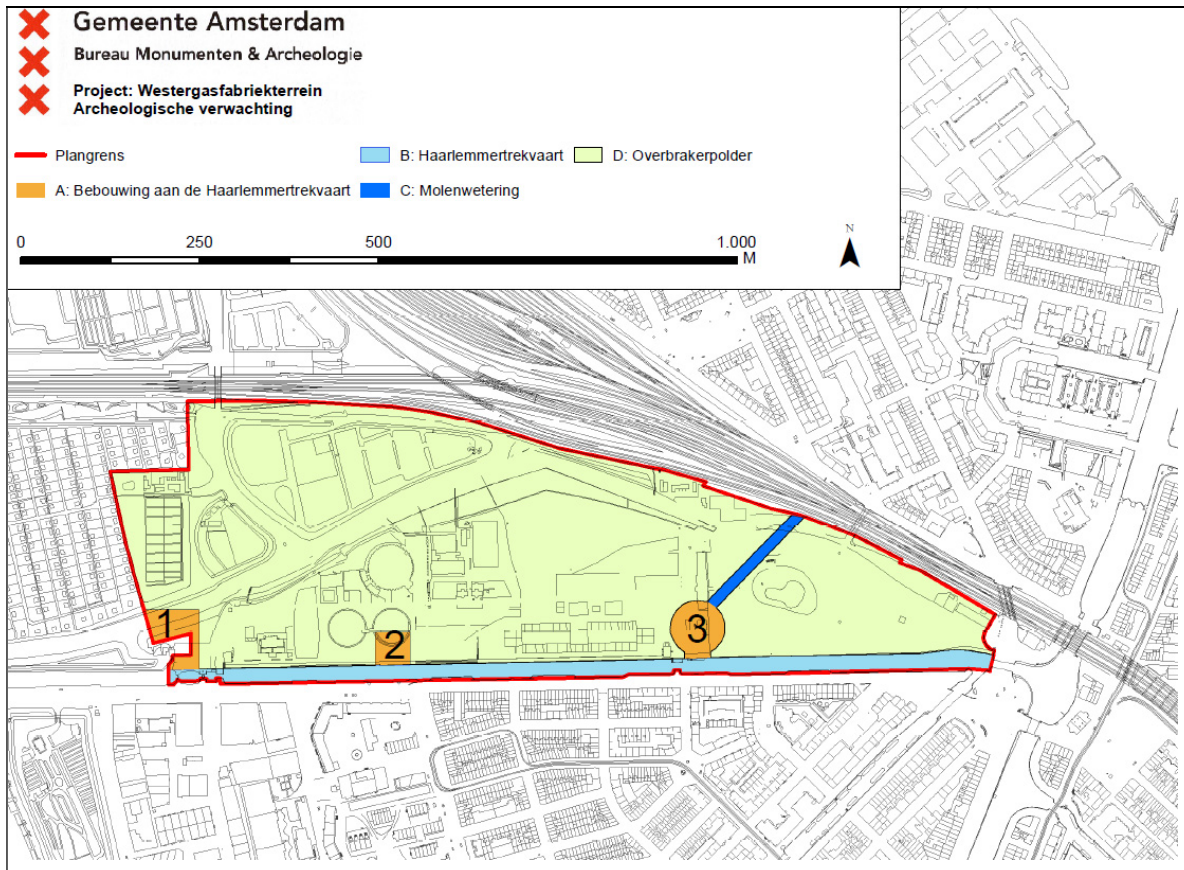 Gemeente Amsterdam
Bureau Monumenten & Archeologie
Project: Westergasfabriekterrein
Archeologische verwachting
Plangrens
B: Haarlemmertrekvaart
D: Overbrakerpolder
A: Bebouwing aan de Haarlemmertrekvaart
C: Molenwetering
0 250 500 1.000
M
N
1
2
3